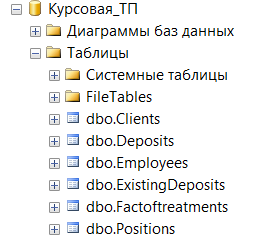 Курсовая_ТП
Диаграммы баз данных
Таблицы
Системные таблицы
FileTables
dbo.Clients
dbo.Deposits
dbo.Employees
dbo.ExistingDeposits
dbo.Factoftreatments
dbo.Positions